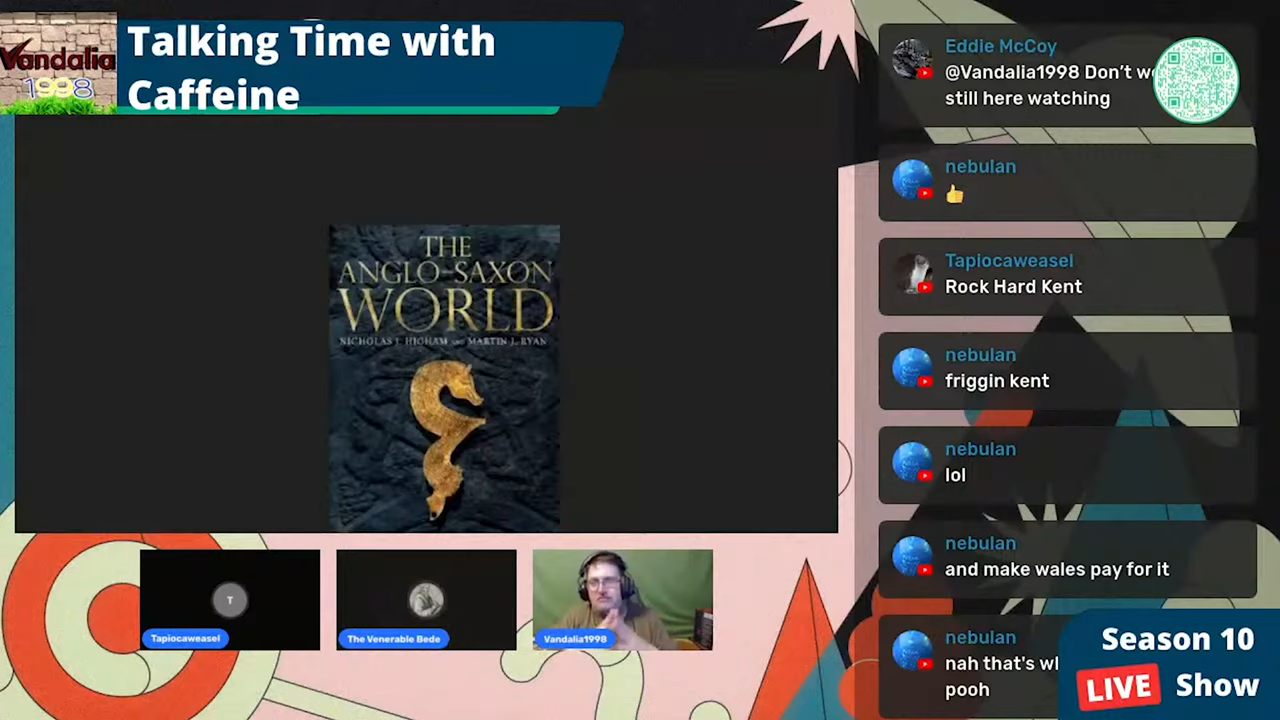 Vandalia
1998
Talking Time with
Caffeine
THE
ANGLO-SAXON
WORLD
NICHOLAS J. HIGHAM AND MARTIN J. RYAN
T
Tapiocaweasel
The Venerable Bede
Vandalia1998
Eddie McCoy
@Vandalia1998 Don't
still here watching
nebulan
👍
Tapiocaweasel
Rock Hard Kent
nebulan
friggin kent
nebulan
lol
nebulan
and make wales pay for it
nebulan
nah that's
pooh
Season 10
LIVE Show